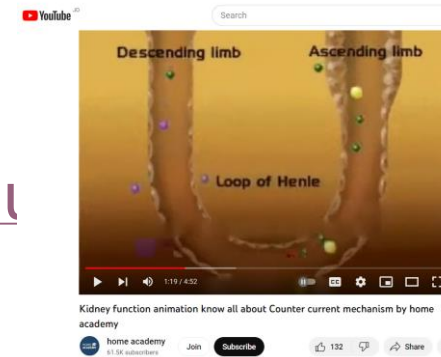 YouTube JO
Search
Descending limb
Ascending limb
Loop of Henle
1:19 / 4:52
Kidney function animation know all about Counter current mechanism by home
academy
home academy
61.5K subscribers
Join
Subscribe
132
Share